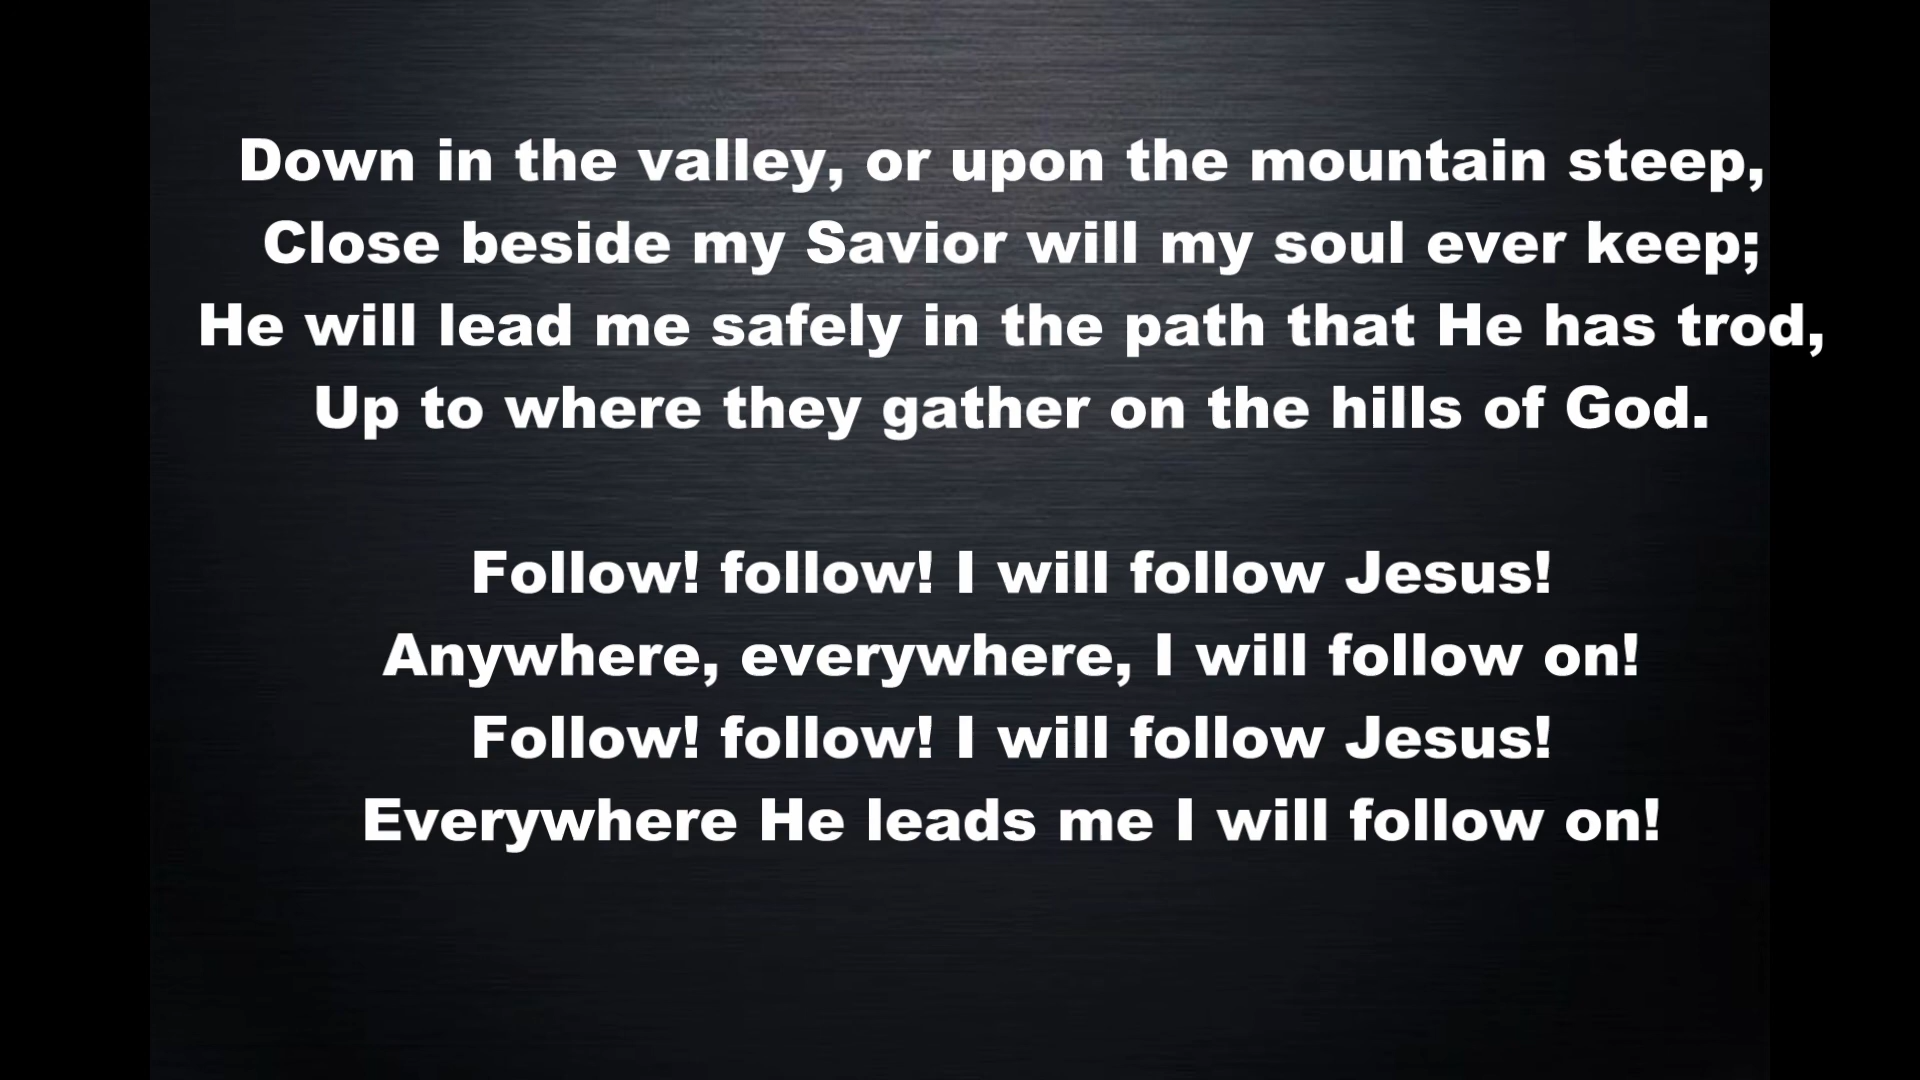 Down in the valley, or upon the mountain steep,
Close beside my Savior will my soul ever keep;
He will lead me safely in the path that He has trod,
Up to where they gather on the hills of God.
Follow! follow! I will follow Jesus!
Anywhere, everywhere, I will follow on!
Follow! follow! I will follow Jesus!
Everywhere He leads me I will follow on!